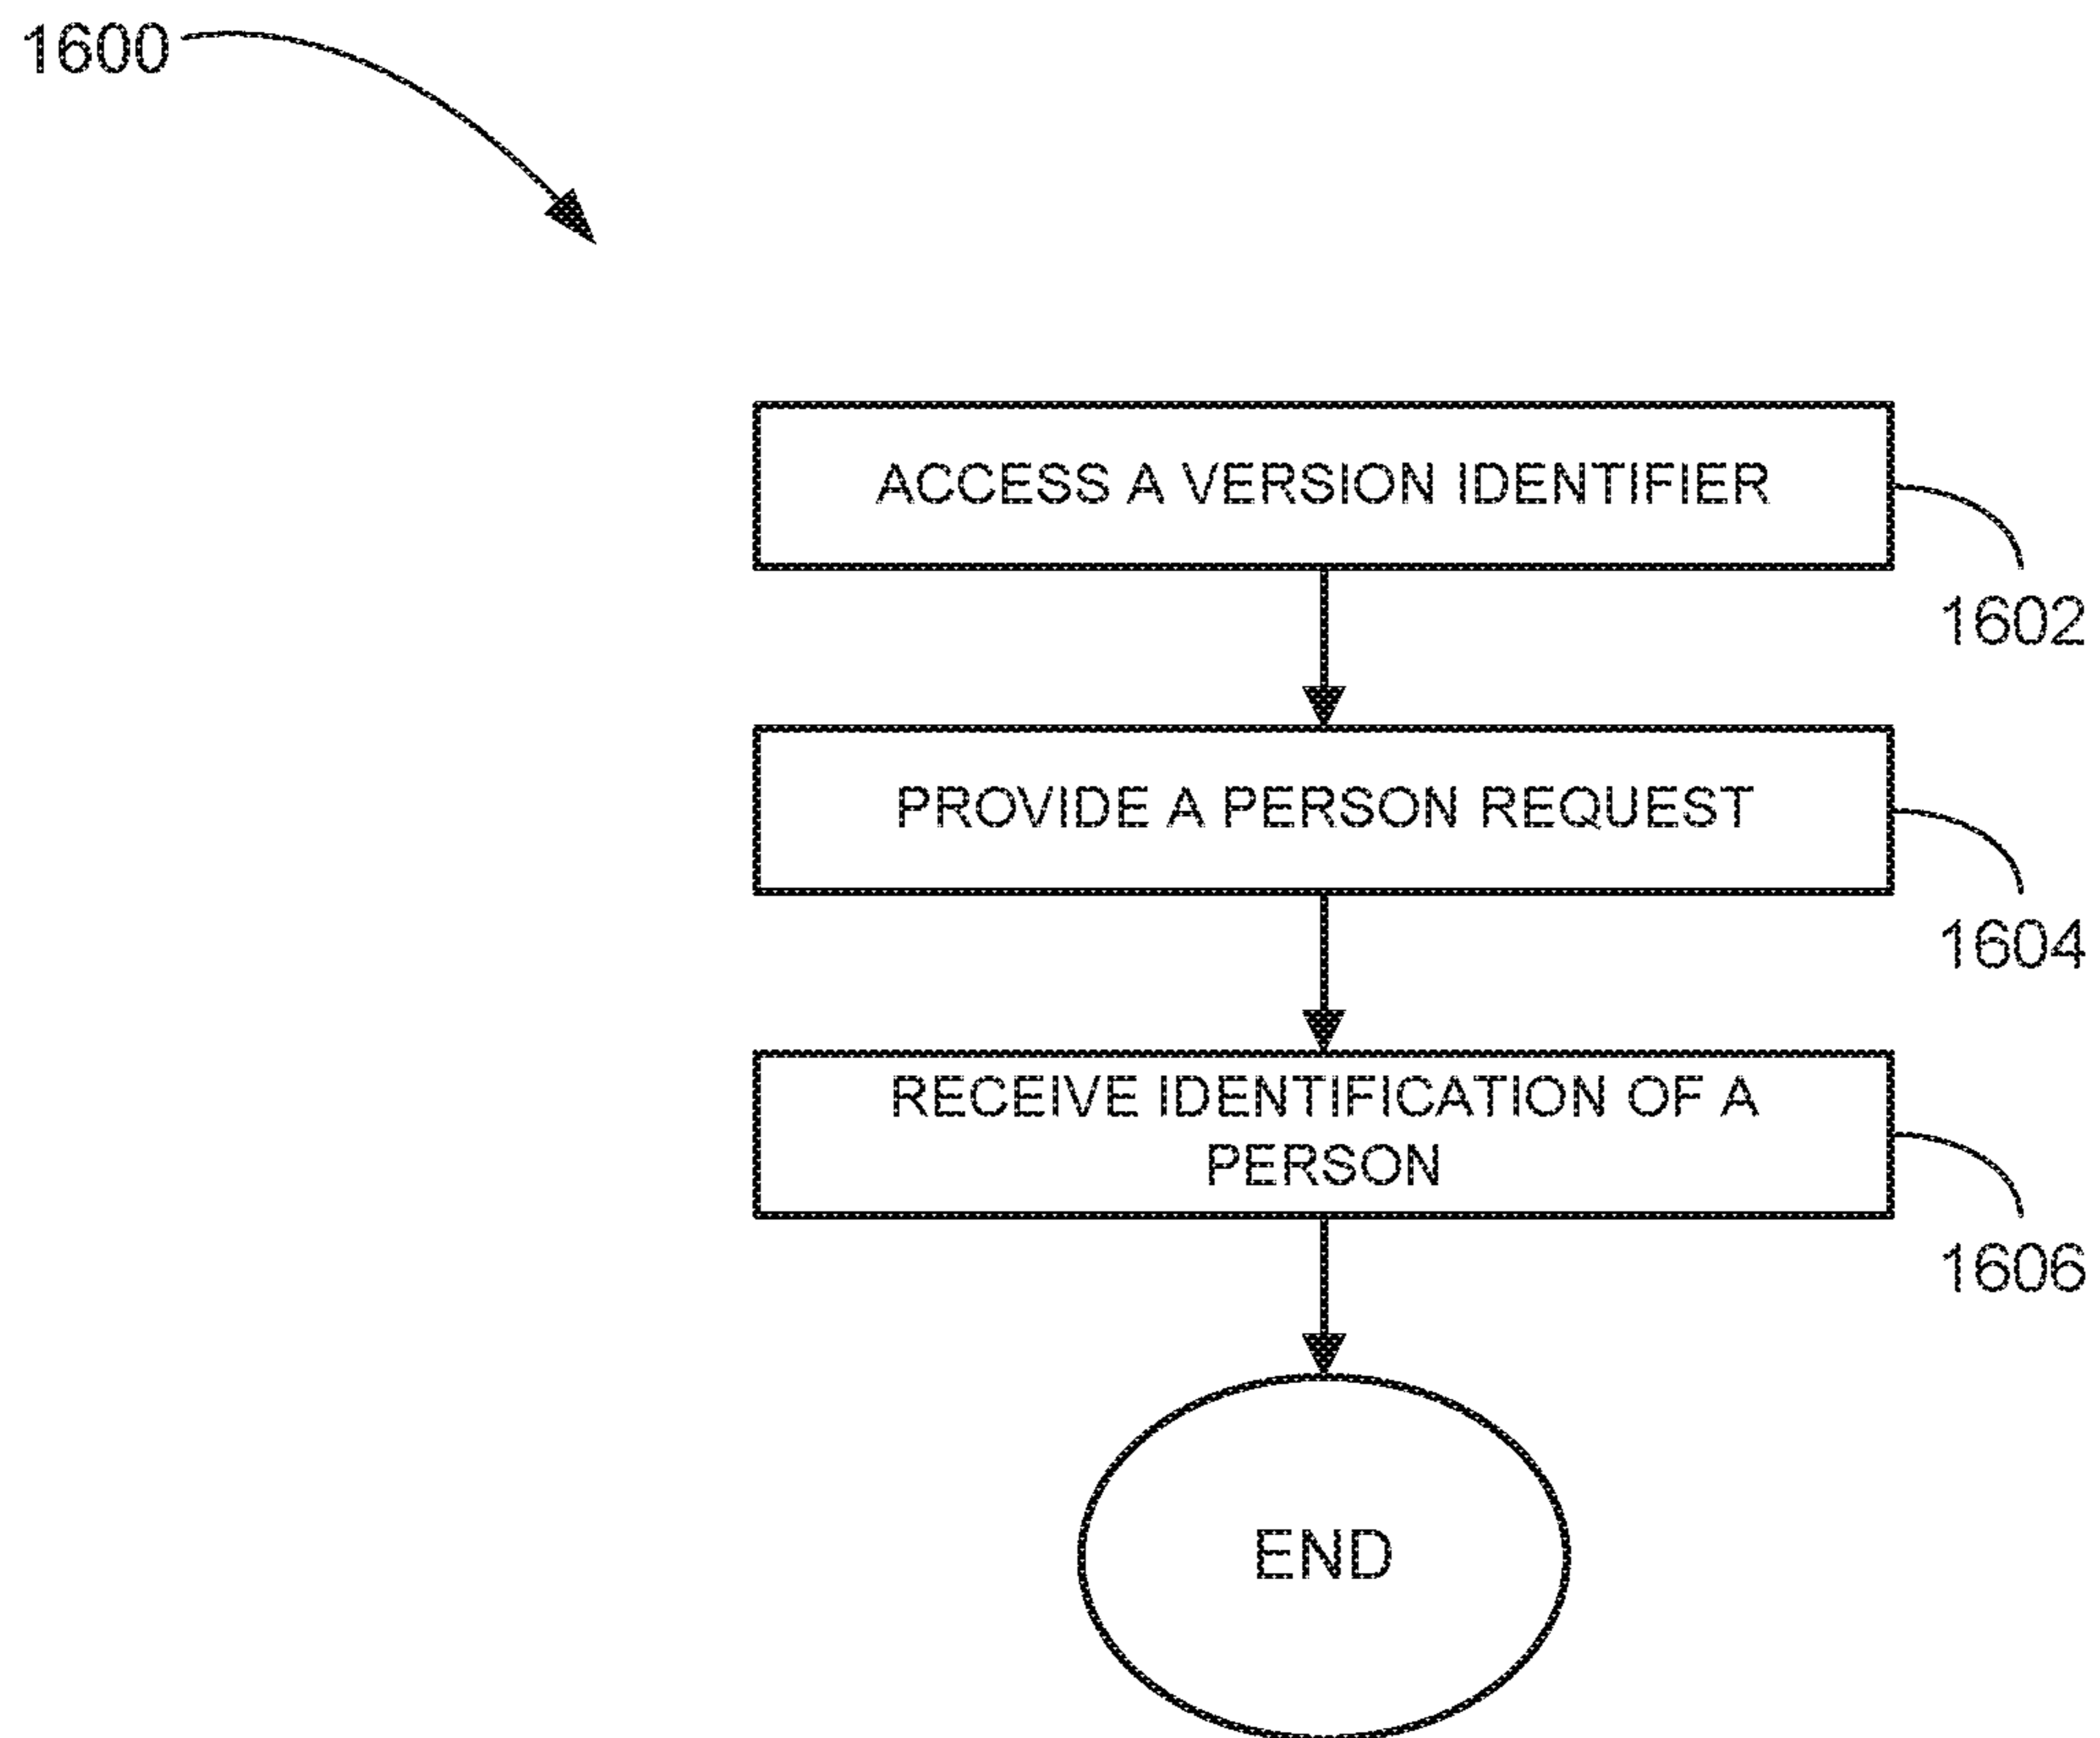 1600
ACCESS A VERSION IDENTIFIER
1602
PROVIDE A PERSON REQUEST
1604
RECEIVE IDENTIFICATION OF A
PERSON
1606
END